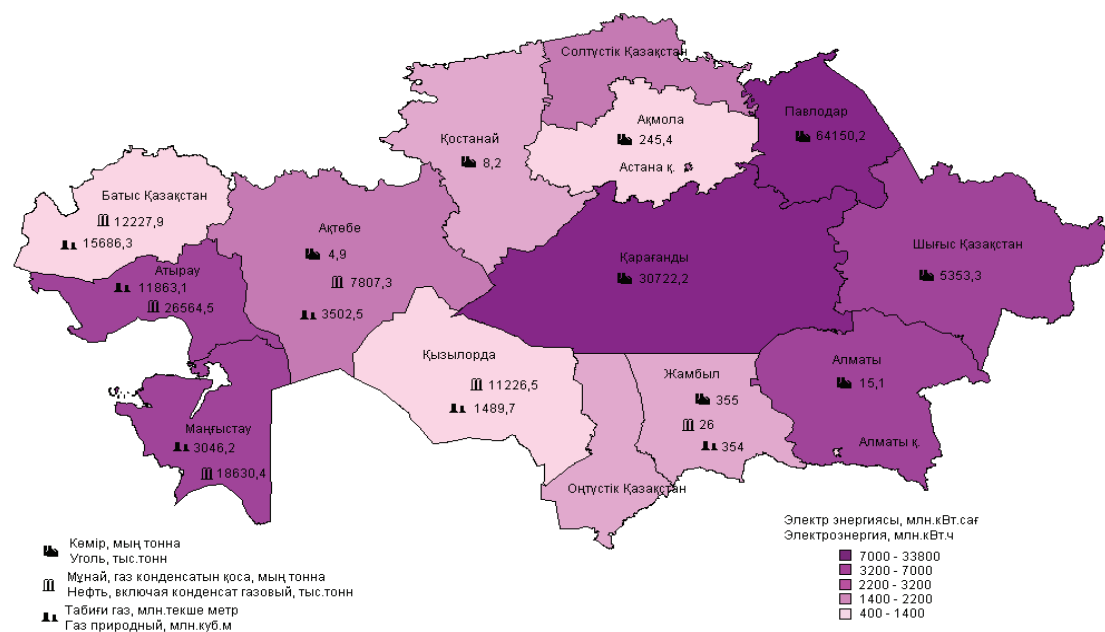 Солтүстік Қазақстан
Павлодар
64150,2
Ақмола
245,4
Астана қ.
Қостанай
8,2
Батыс Қазақстан
12227,9
15686,3
Ақтөбе
4,9
7807,3
3502,5
Қарағанды
30722,2
Шығыс Қазақстан
5353,3
Атырау
11863,1
26564,5
Қызылорда
11226,5
1489,7
Жамбыл
355
26
354
Алматы
15,1
Алматы қ.
Маңғыстау
3046,2
18630,4
Оңтүстік Қазақстан
Көмір, мың тонна
Уголь, тыс.тонн
Мұнай, газ конденсатын қоса, мың тонна
Нефть, включая конденсат газовый, тыс.тонн
Табиғи газ, млн.текше метр
Газ природный, млн.куб.м
Электр энергиясы, млн.кВт.сағ
Электроэнергия, млн.кВт.ч
7000 - 33800
3200 - 7000
2200 - 3200
1400 - 2200
400 - 1400